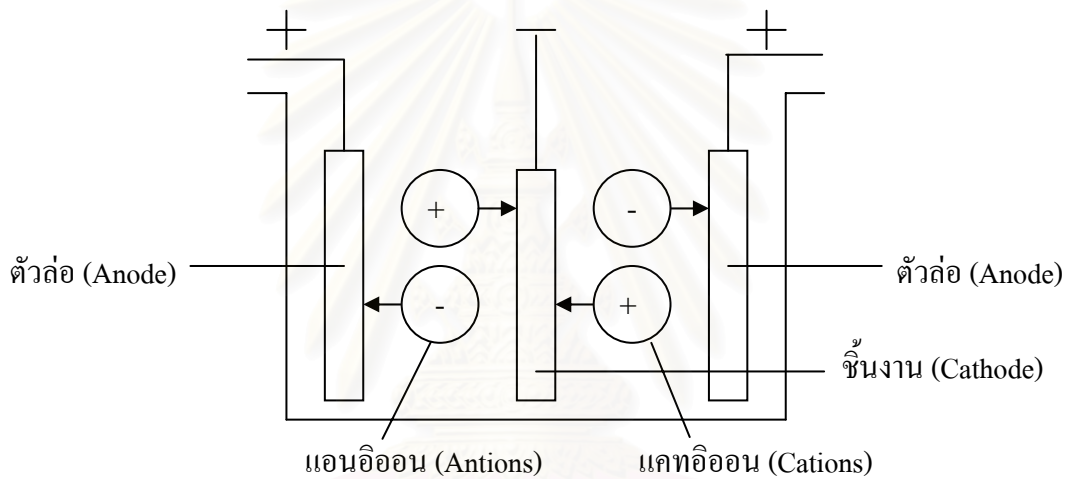 + - +
+ -
ตัวล่อ (Anode) ตัวล่อ (Anode)
- +
ชิ้นงาน (Cathode)
แอนอิออน (Antions) แคทอิออน (Cations)